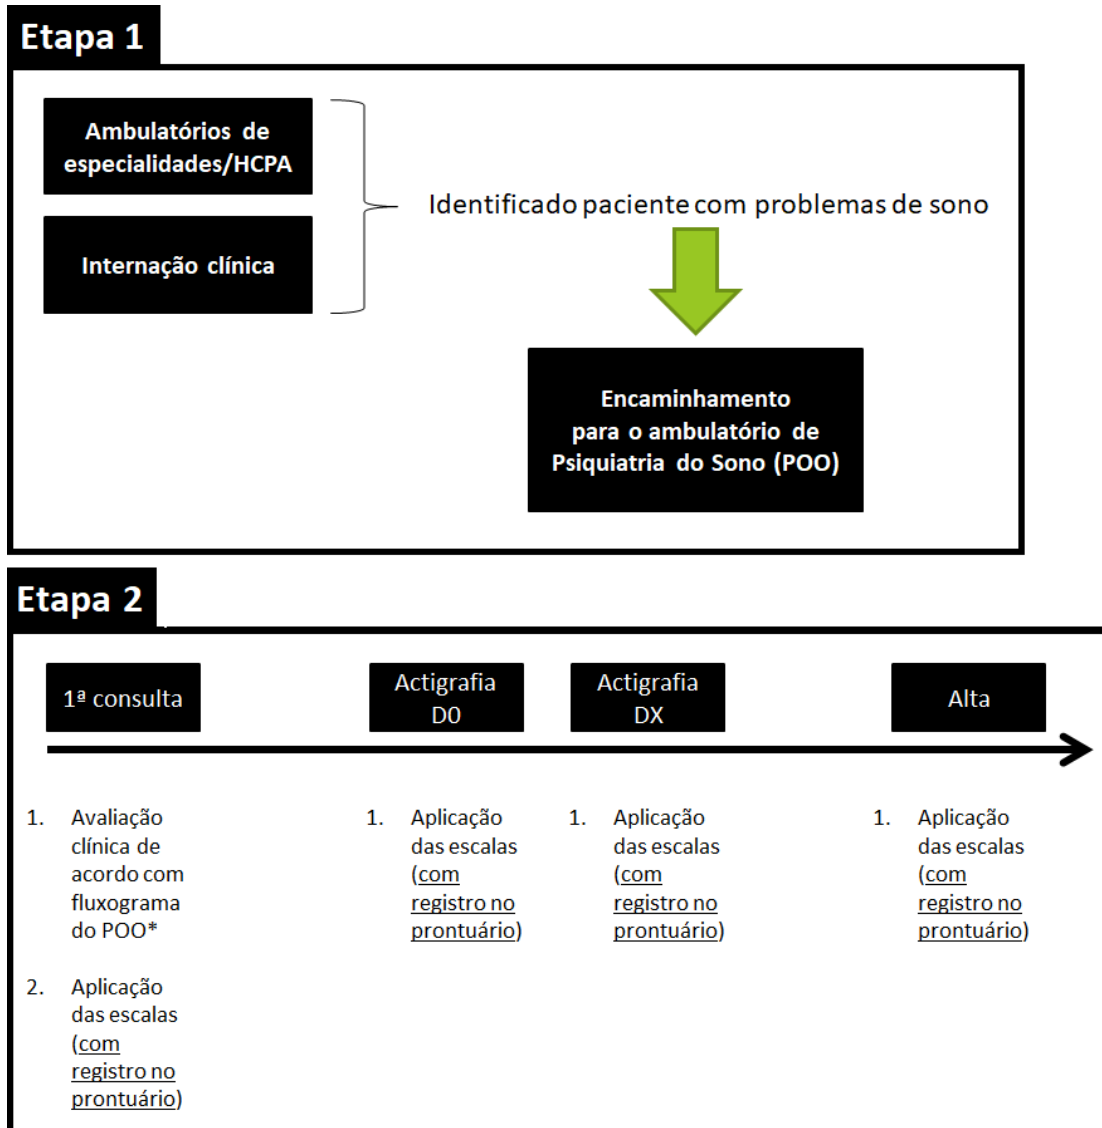 Etapa 1
Ambulatórios de
especialidades/HCPA
Internação clínica
Identificado paciente com problemas de sono
Encaminhamento
para o ambulatório de
Psiquiatria do Sono (POO)
Etapa 2
1ª consulta
1. Avaliação
clínica de
acordo com
fluxograma
do POO*
2. Aplicação
das escalas
(com
registro no
prontuário)
Actigrafia
D0
1. Aplicação
das escalas
(com
registro no
prontuário)
Actigrafia
DX
1. Aplicação
das escalas
(com
registro no
prontuário)
Alta
1. Aplicação
das escalas
(com
registro no
prontuário)